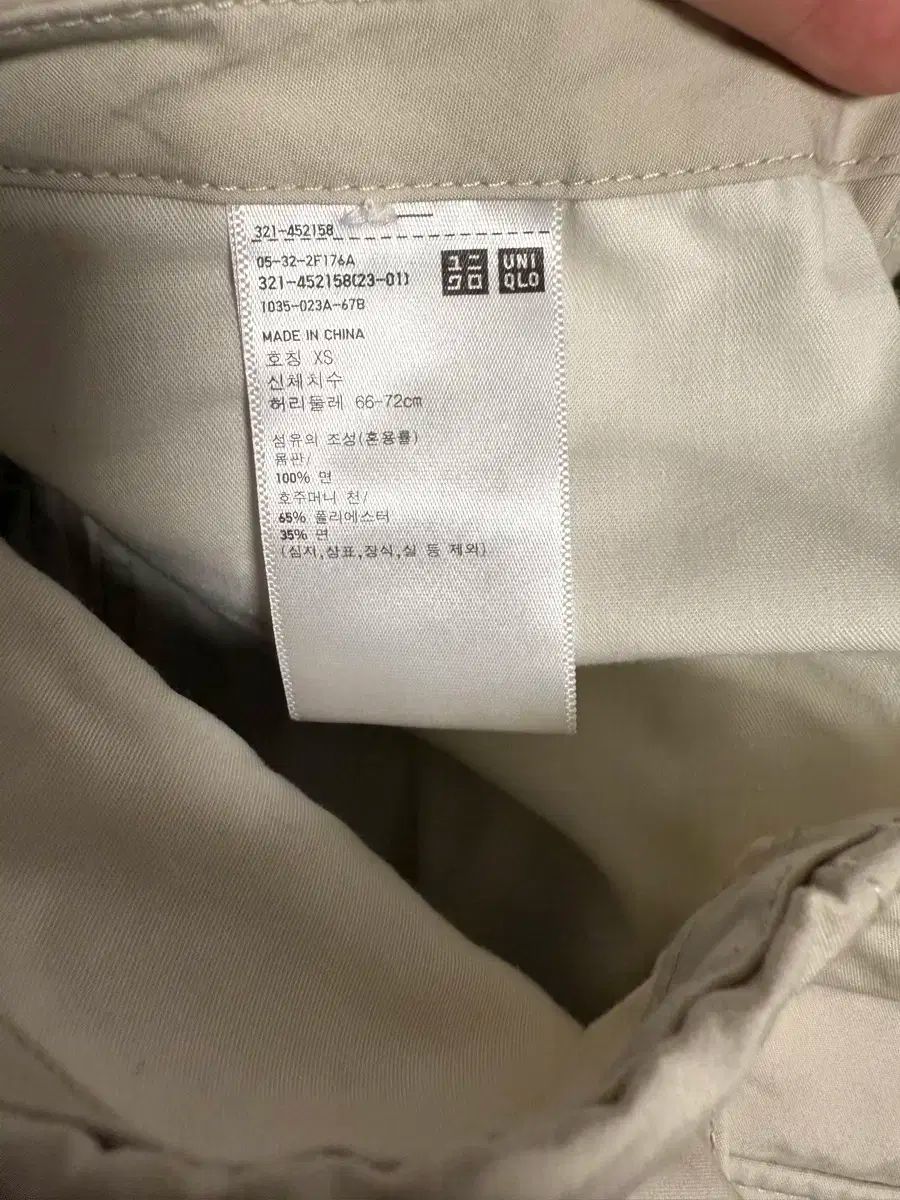 321-452158
05-32-2F176A
321-452158(23-01)
1035-023A-67B
ユニ
クロ
UNI
QLO
MADE IN CHINA
호칭 XS
신체치수
허리둘레 66-72cm
섬유의 조성(혼용률)
몸판/
100% 면
호주머니 천/
65% 폴리에스터
35% 면
(심지,상표,장식,실 등 제외)